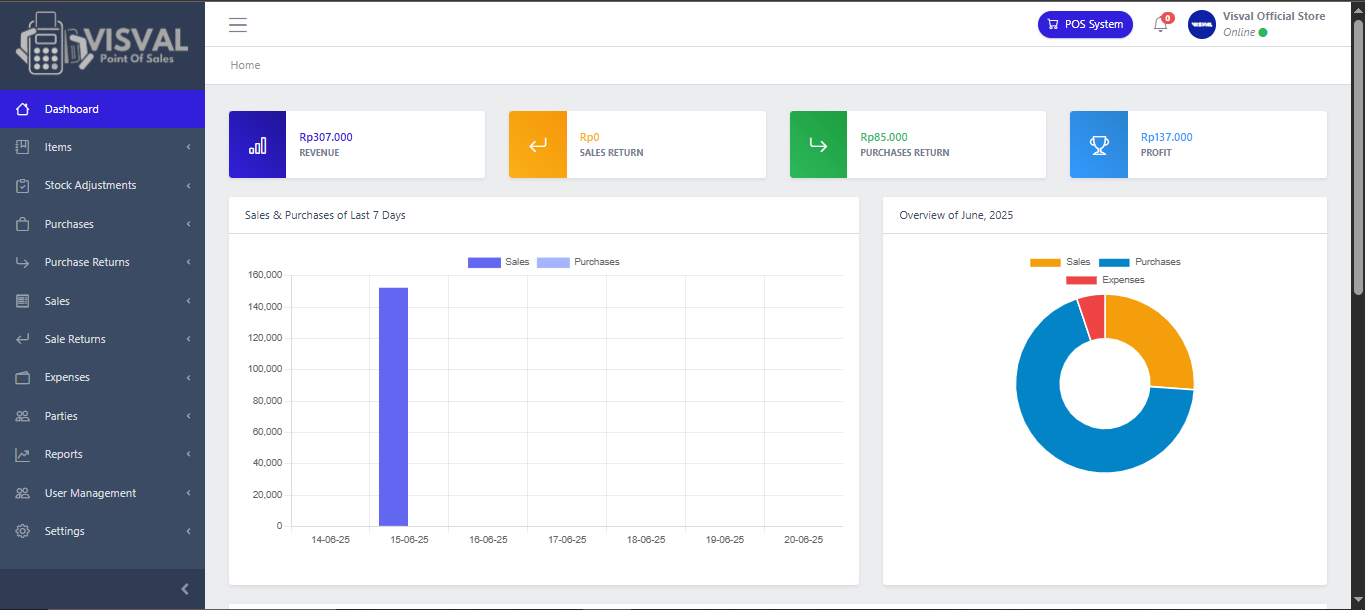 VISVAL
Point Of Sales
POS System
0
Visval Official Store
Online
Home
Dashboard
Items
Stock Adjustments
Purchases
Purchase Returns
Sales
Sale Returns
Expenses
Parties
Reports
User Management
Settings
Rp307.000
REVENUE
Rp0
SALES RETURN
Rp85.000
PURCHASES RETURN
Rp137.000
PROFIT
Sales & Purchases of Last 7 Days
Sales Purchases
160,000
140,000
120,000
100,000
80,000
60,000
40,000
20,000
0
14-06-25 15-06-25 16-06-25 17-06-25 18-06-25 19-06-25 20-06-25
Overview of June, 2025
Sales Purchases
Expenses